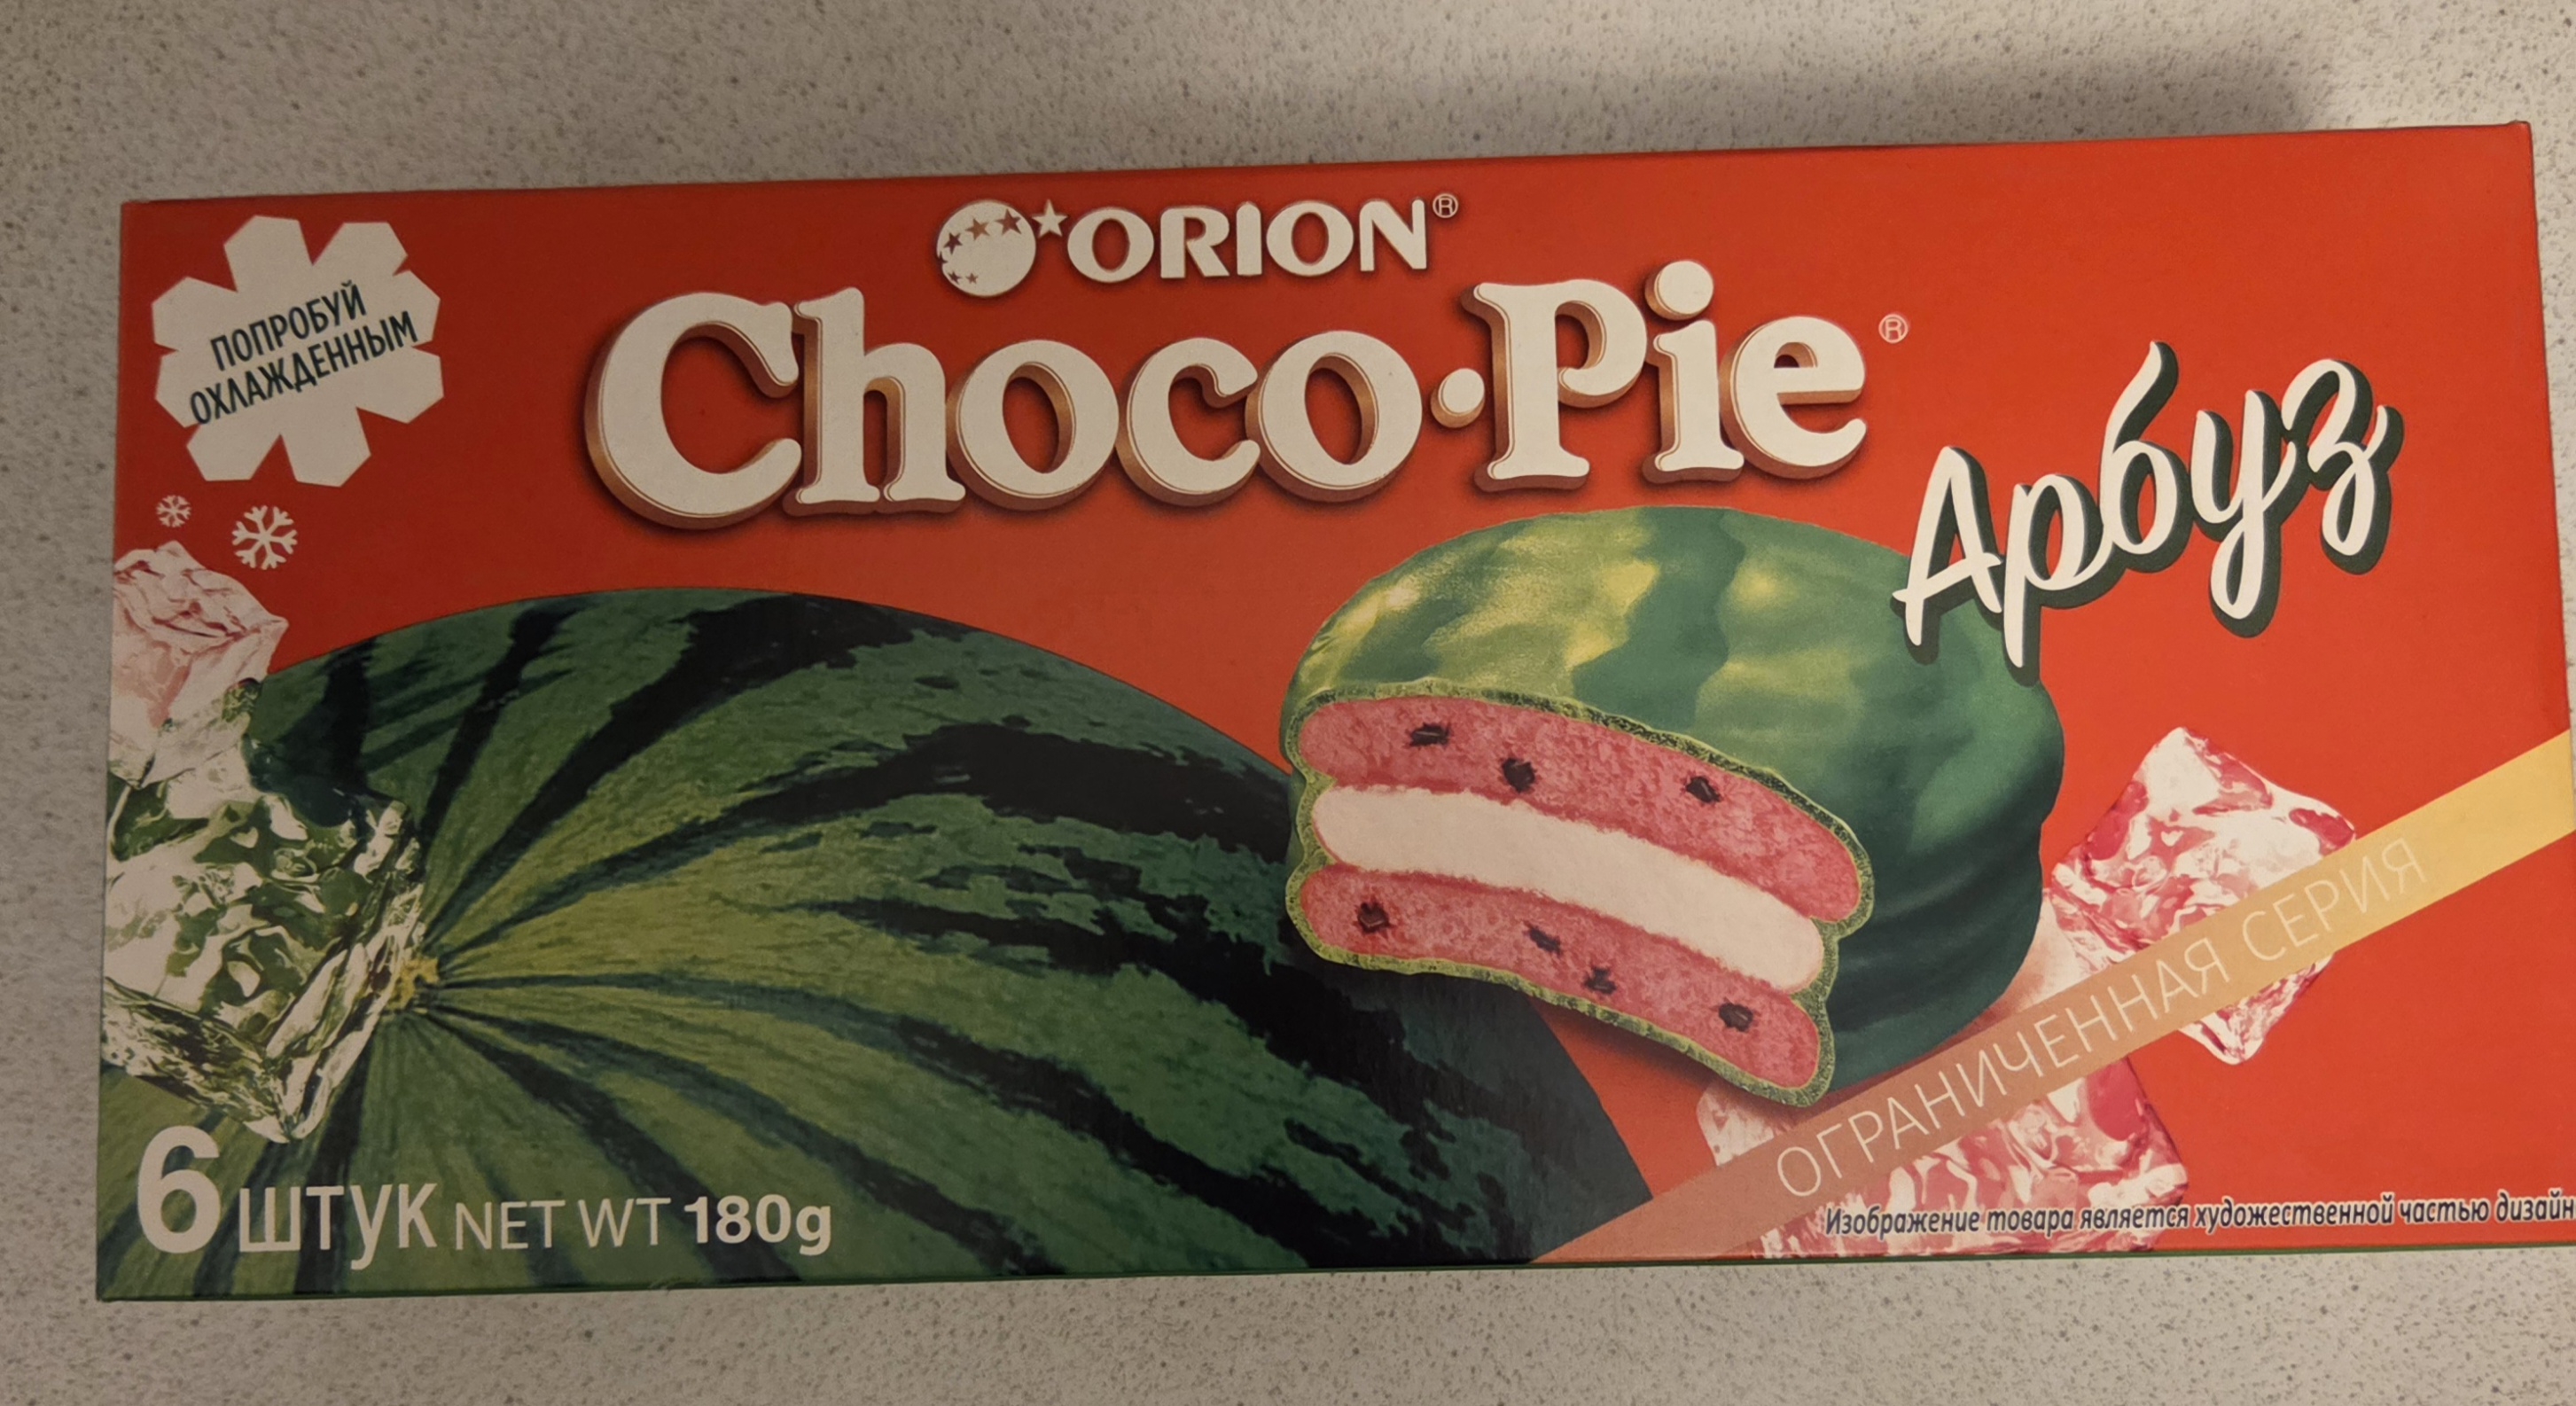 ORION®
Choco·Pie®
Арбуз
ПОПРОБУЙ
ОХЛАЖДЕННЫМ
ОГРАНИЧЕННАЯ СЕРИЯ
6 ШТУК NET WT 180g
Изображение товара является художественной частью дизайн